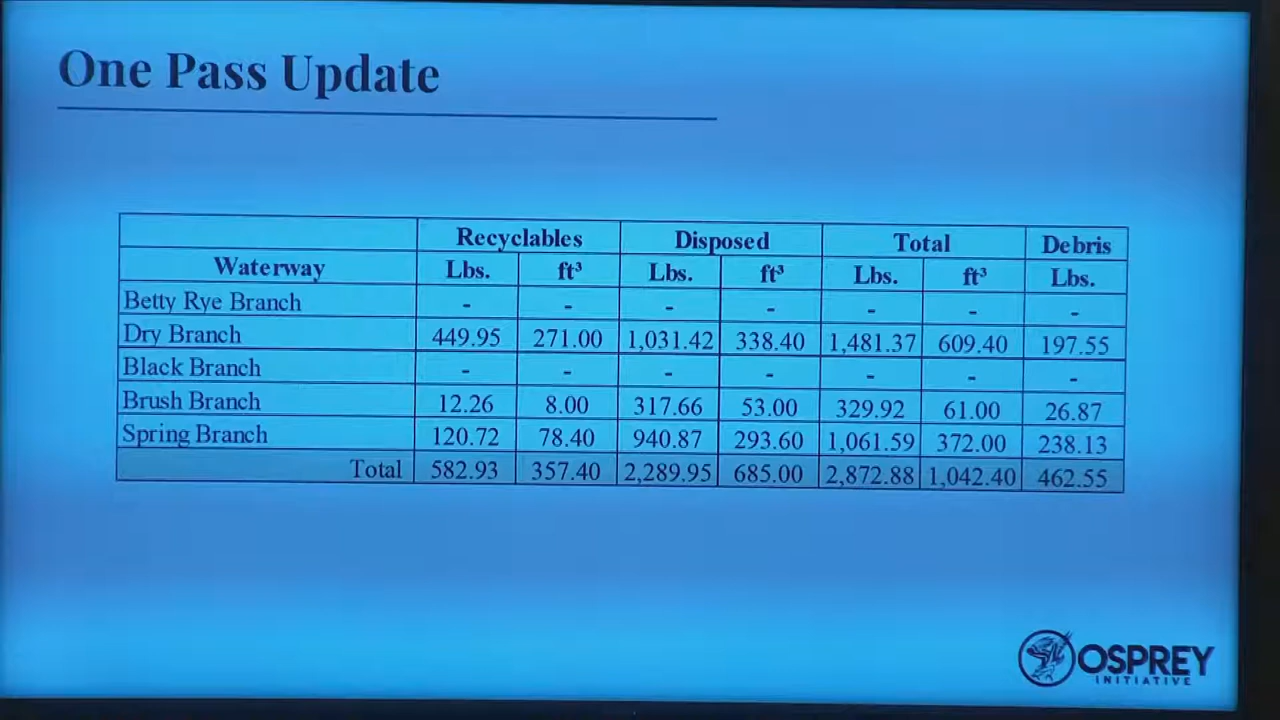 One Pass Update
Recyclables Disposed Total Debris
Waterway Lbs. ft³ Lbs. ft³ Lbs. ft³ Lbs.
Betty Rye Branch - - - - - - -
Dry Branch 449.95 271.00 1,031.42 338.40 1,481.37 609.40 197.55
Black Branch - - - - - - -
Brush Branch 12.26 8.00 317.66 53.00 329.92 61.00 26.87
Spring Branch 120.72 78.40 940.87 293.60 1,061.59 372.00 238.13
Total 582.93 357.40 2,289.95 685.00 2,872.88 1,042.40 462.55
OSPREY
INITIATIVE